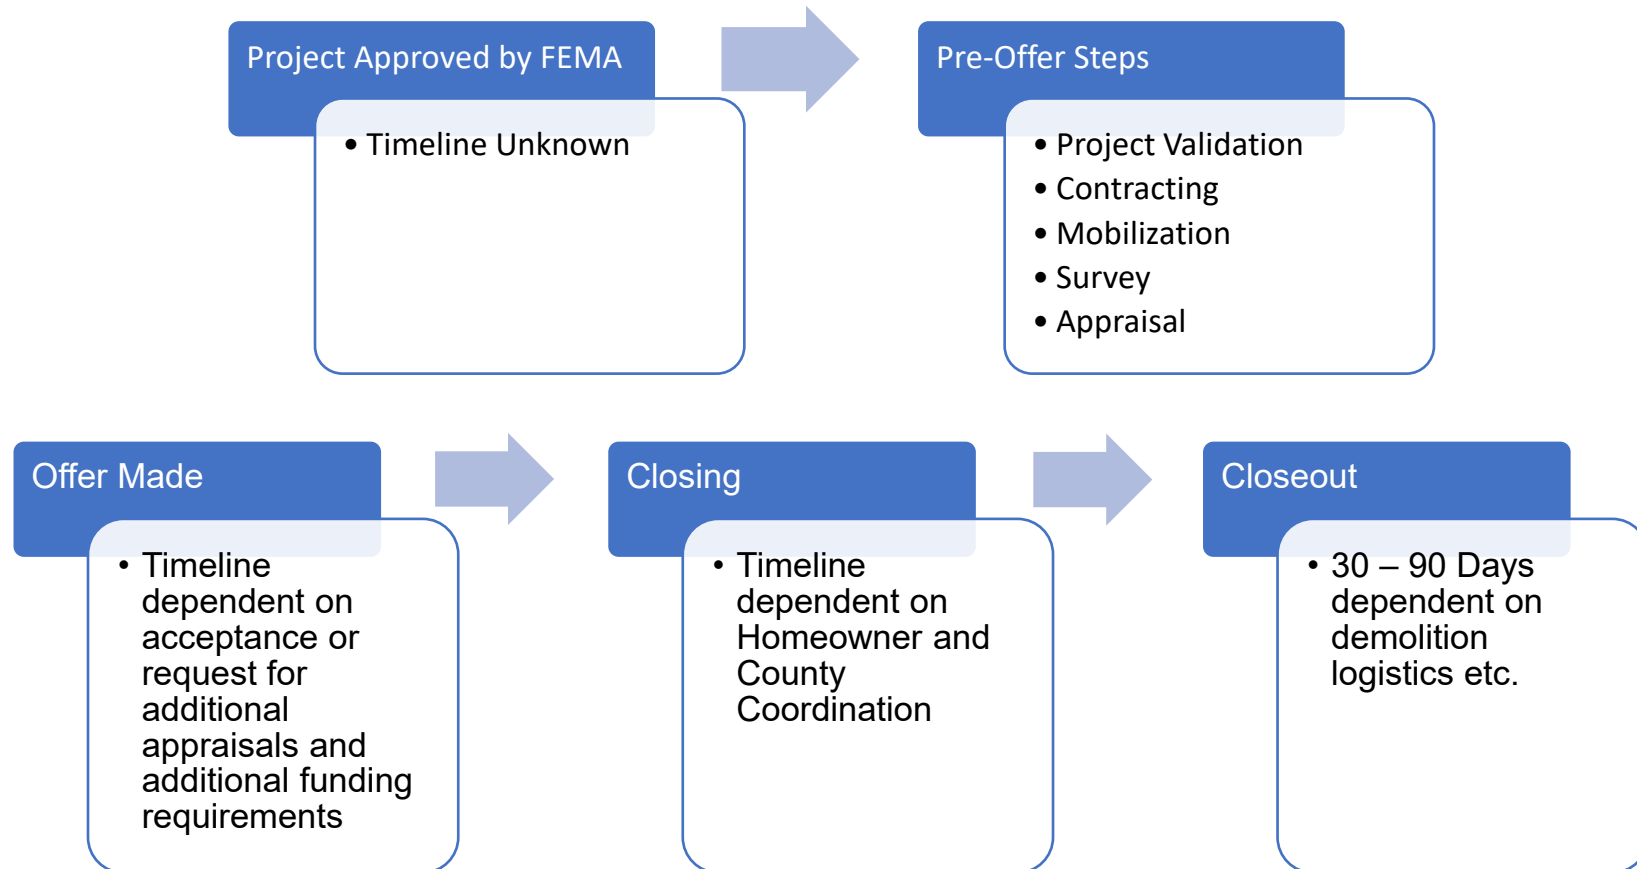 Project Approved by FEMA
• Timeline Unknown
Pre-Offer Steps
• Project Validation
• Contracting
• Mobilization
• Survey
• Appraisal
Offer Made
• Timeline
dependent on
acceptance or
request for
additional
appraisals and
additional funding
requirements
Closing
• Timeline
dependent on
Homeowner and
County
Coordination
Closeout
• 30 – 90 Days
dependent on
demolition
logistics etc.